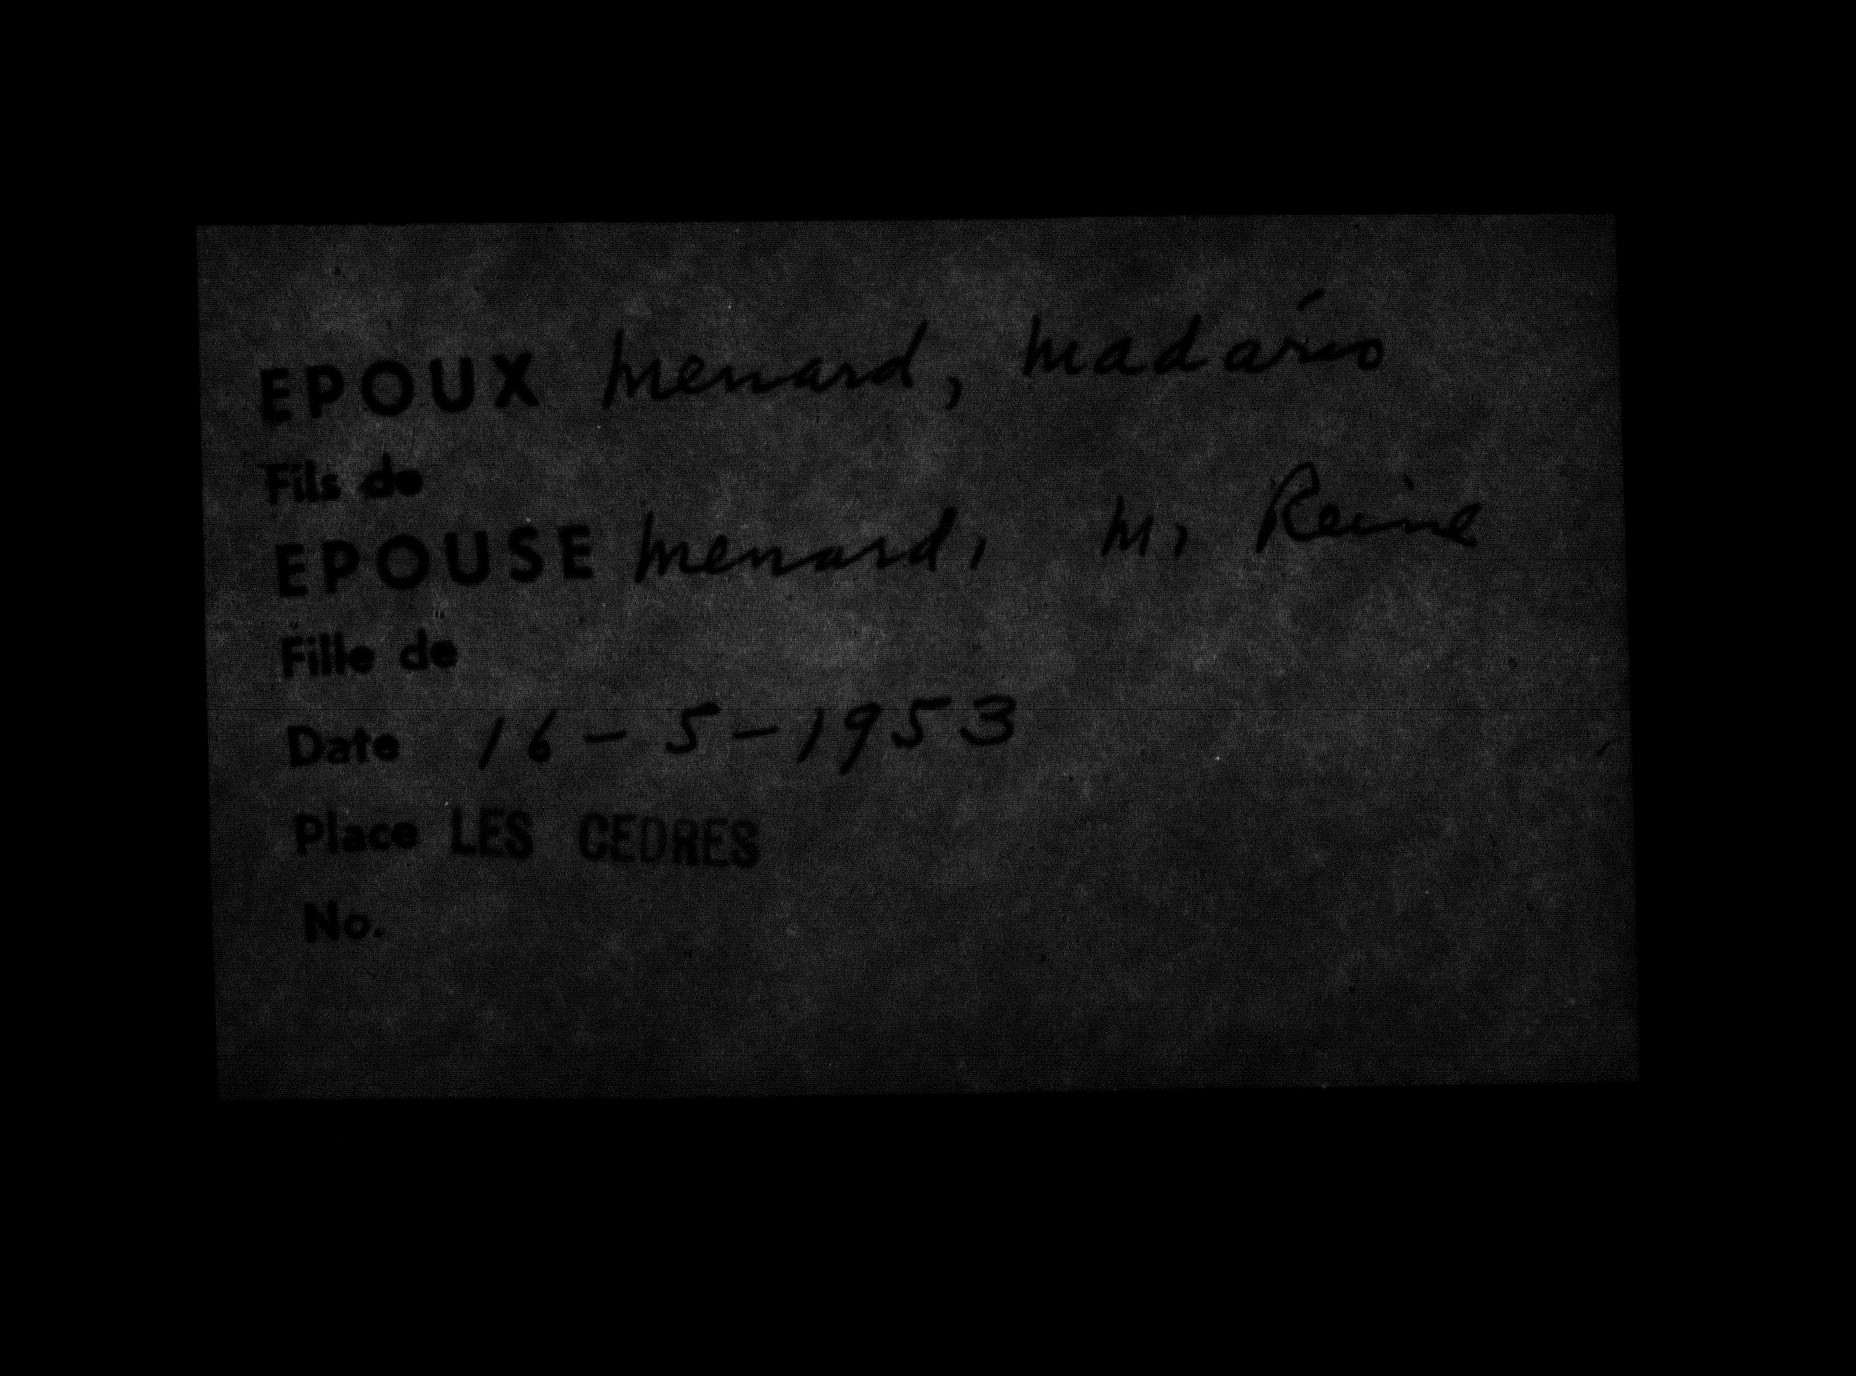 EPOUX Menard, Madario
Fils de
EPOUSE Menard, M. Reine
Fille de
Date 16-5-1953
Place LES CEDRES
No.